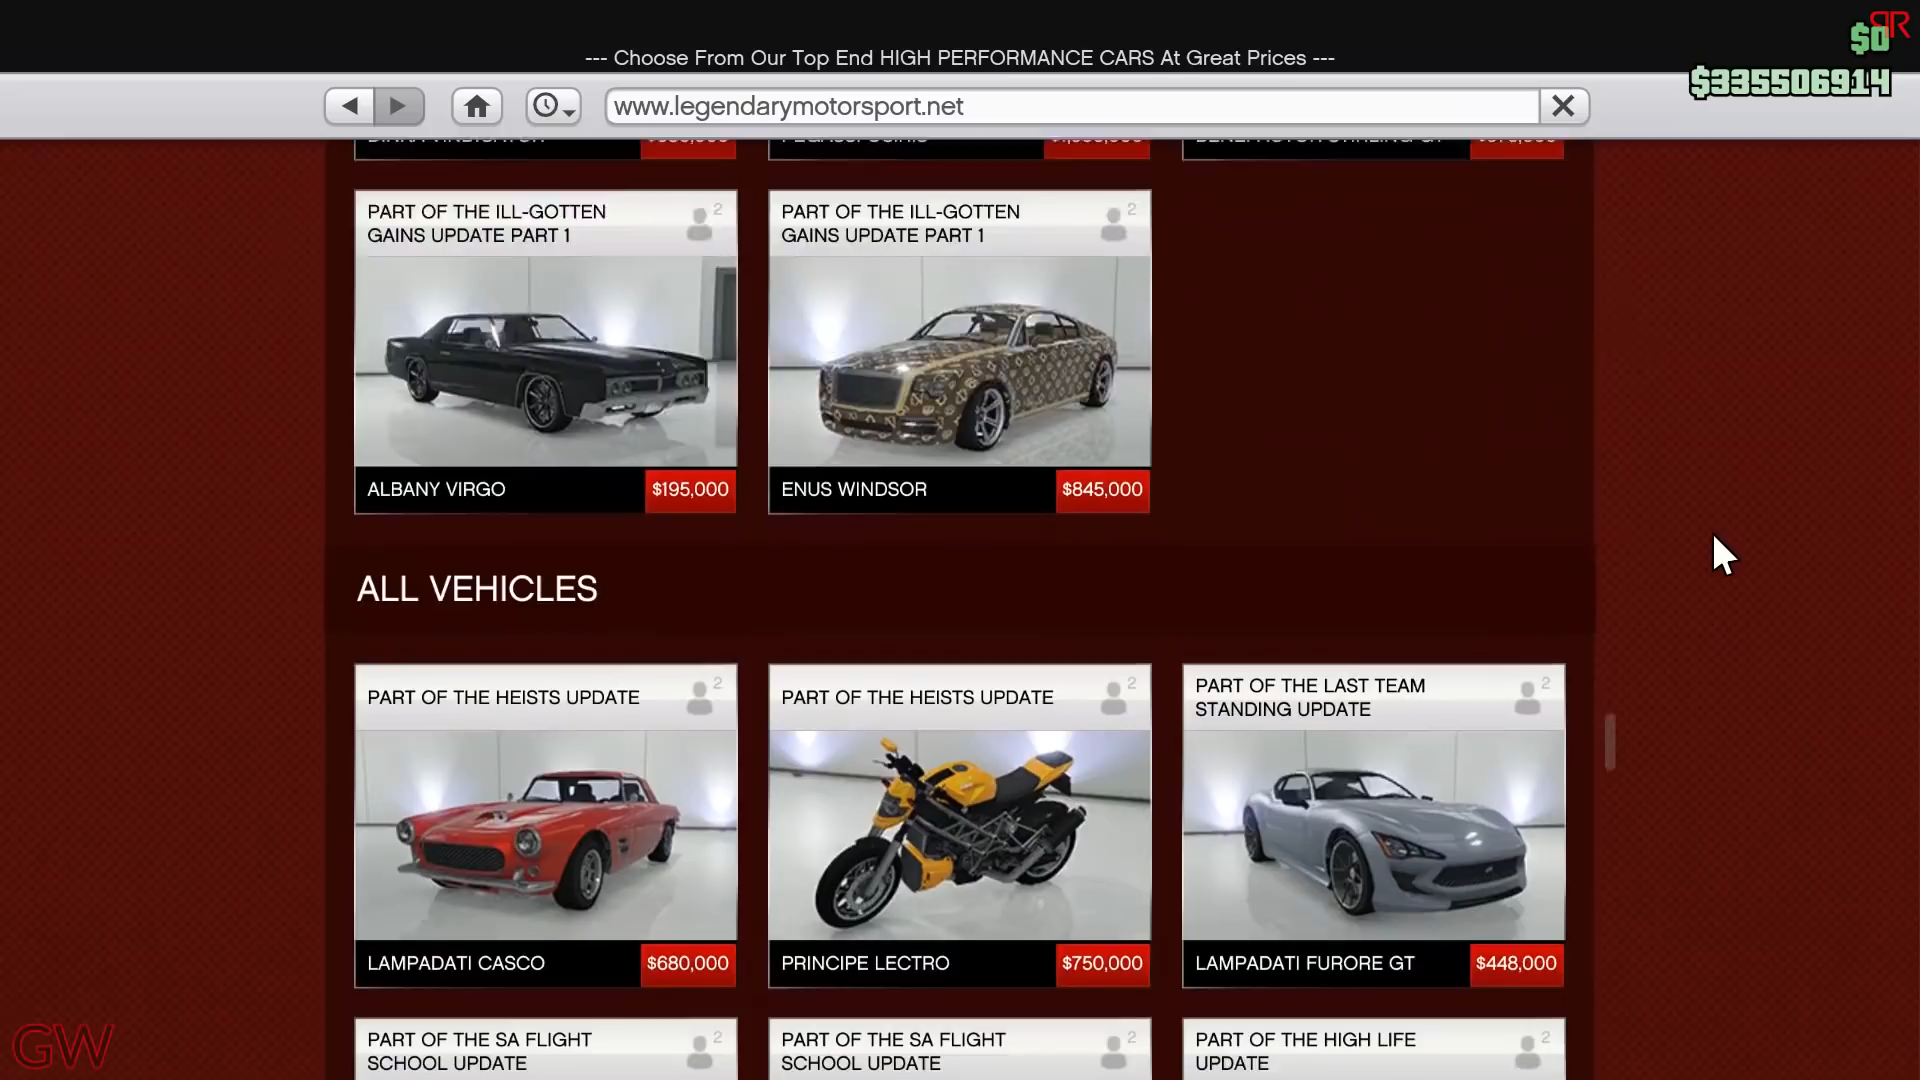 --- Choose From Our Top End HIGH PERFORMANCE CARS At Great Prices ---
$0
$335506914
www.legendarymotorsport.net
PART OF THE ILL-GOTTEN
GAINS UPDATE PART 1
2
PART OF THE ILL-GOTTEN
GAINS UPDATE PART 1
2
ALBANY VIRGO
$195,000
ENUS WINDSOR
$845,000
ALL VEHICLES
PART OF THE HEISTS UPDATE
2
PART OF THE HEISTS UPDATE
2
PART OF THE LAST TEAM
STANDING UPDATE
2
LAMPADATI CASCO
$680,000
PRINCIPE LECTRO
$750,000
LAMPADATI FURORE GT
$448,000
PART OF THE SA FLIGHT
SCHOOL UPDATE
2
PART OF THE SA FLIGHT
SCHOOL UPDATE
2
PART OF THE HIGH LIFE
UPDATE
2
GW